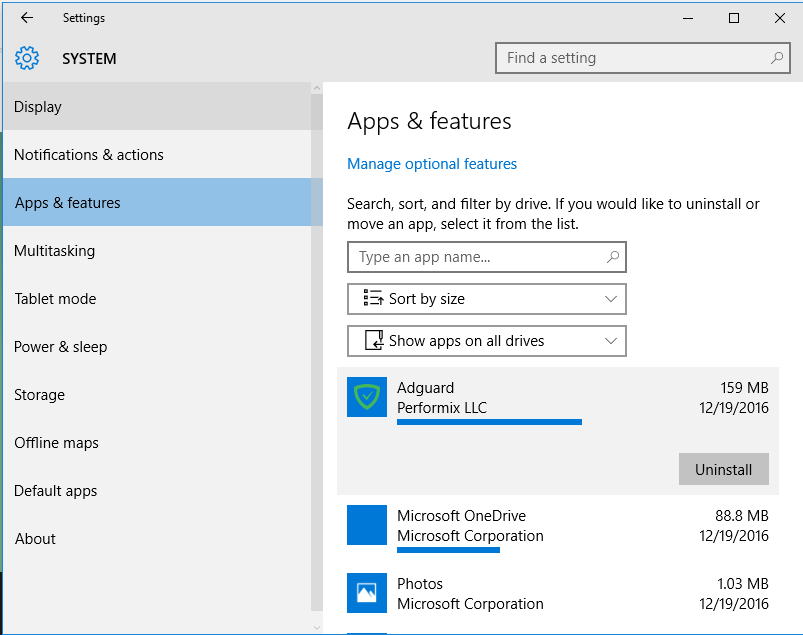 Settings
SYSTEM
Find a setting
Display
Notifications & actions
Apps & features
Multitasking
Tablet mode
Power & sleep
Storage
Offline maps
Default apps
About
Apps & features
Manage optional features
Search, sort, and filter by drive. If you would like to uninstall or
move an app, select it from the list.
Type an app name...
Sort by size
Show apps on all drives
Adguard 159 MB
Performix LLC 12/19/2016
Uninstall
Microsoft OneDrive 88.8 MB
Microsoft Corporation 12/19/2016
Photos 1.03 MB
Microsoft Corporation 12/19/2016